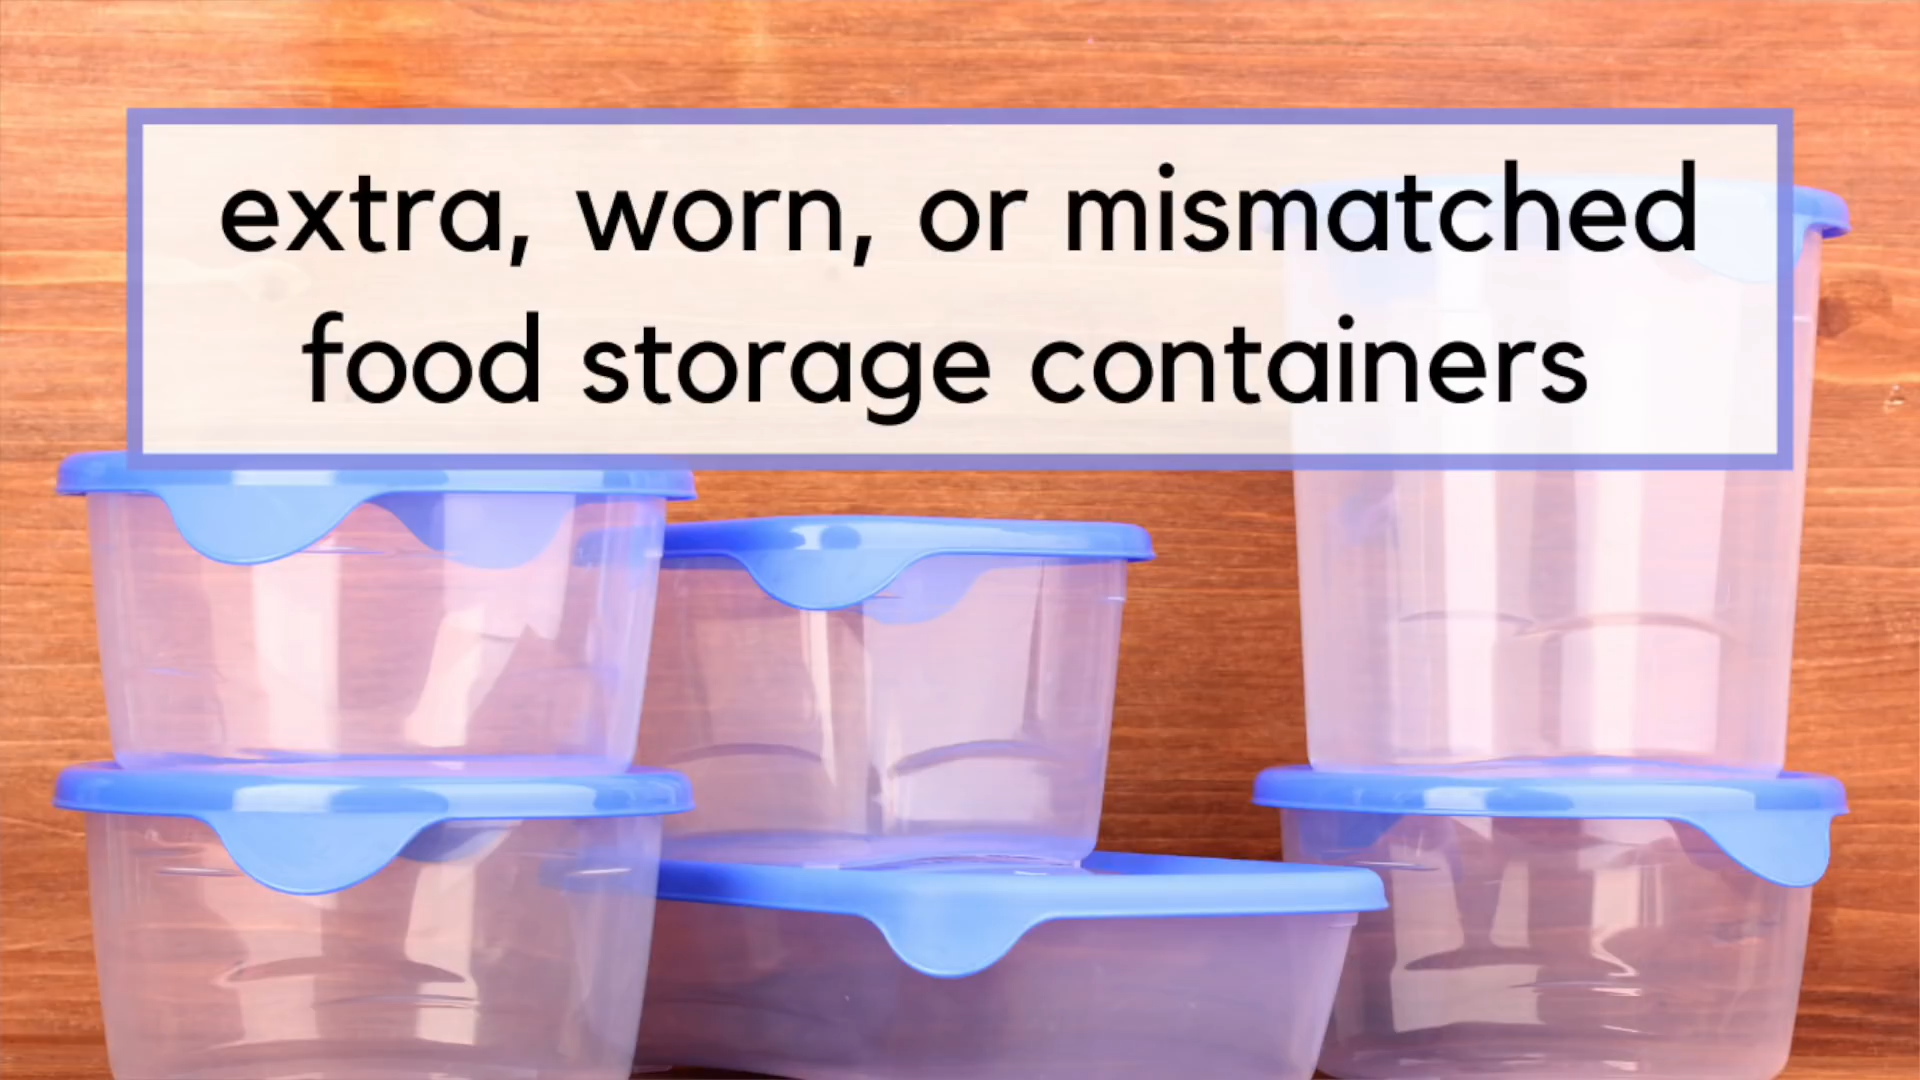 extra, worn, or mismatched
food storage containers